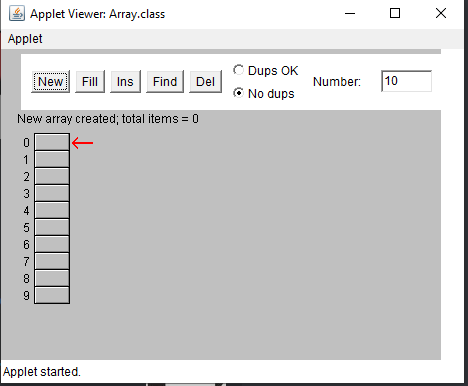 Applet Viewer: Array.class
Applet
New Fill Ins Find Del Dups OK No dups Number: 10
New array created; total items = 0
0
1
2
3
4
5
6
7
8
9
Applet started.